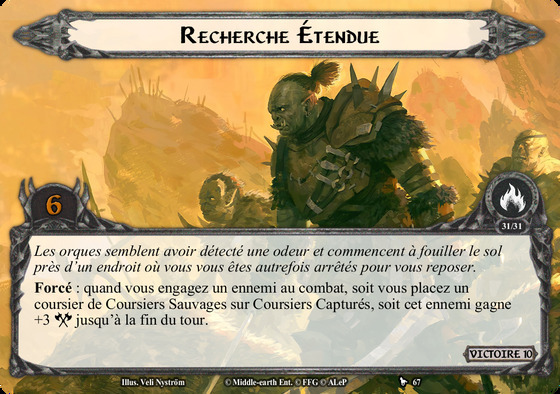 Recherche Étendue
6
31/31
Les orques semblent avoir détecté une odeur et commencent à fouiller le sol
près d'un endroit où vous vous êtes autrefois arrêtés pour vous reposer.
Forcé : quand vous engagez un ennemi au combat, soit vous placez un
coursier de Coursiers Sauvages sur Coursiers Capturés, soit cet ennemi gagne
+3 jusqu'à la fin du tour.
VICTOIRE 10
Illus. Veli Nyström © Middle-earth Ent. © FFG © ALeP 67